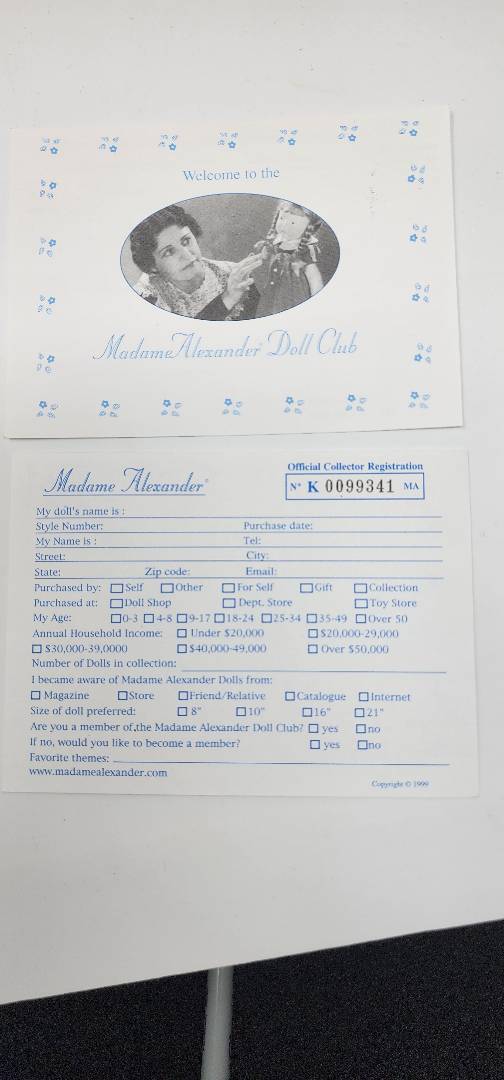 Welcome to the
Madame Alexander® Doll Club
Madame Alexander®
Official Collector Registration
Nº K 0099341 MA
My doll's name is :
Style Number: Purchase date:
My Name is : Tel:
Street: City:
State: Zip code: Email:
Purchased by: Self Other For Self Gift Collection
Purchased at: Doll Shop Dept. Store Toy Store
My Age: 0-3 4-8 9-17 18-24 25-34 35-49 Over 50
Annual Household Income: Under $20,000 $20,000-29,000
$30,000-39,0000 $40,000-49,000 Over $50,000
Number of Dolls in collection:
I became aware of Madame Alexander Dolls from:
Magazine Store Friend/Relative Catalogue Internet
Size of doll preferred: 8" 10" 16" 21"
Are you a member of the Madame Alexander Doll Club? yes no
If no, would you like to become a member? yes no
Favorite themes:
www.madamealexander.com
Copyright © 1999